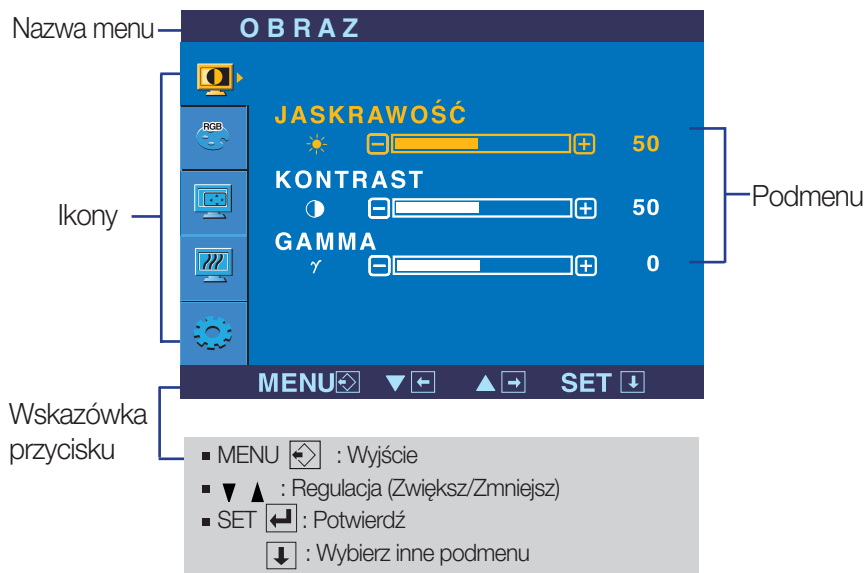 Nazwa menu
OBRAZ
RGB
JASKRAWOŚĆ
50
KONTRAST
50
GAMMA
γ
0
Ikony
Podmenu
MENU SET
Wskazówka
przycisku
MENU : Wyjście
: Regulacja (Zwiększ/Zmniejsz)
SET : Potwierdź
: Wybierz inne podmenu